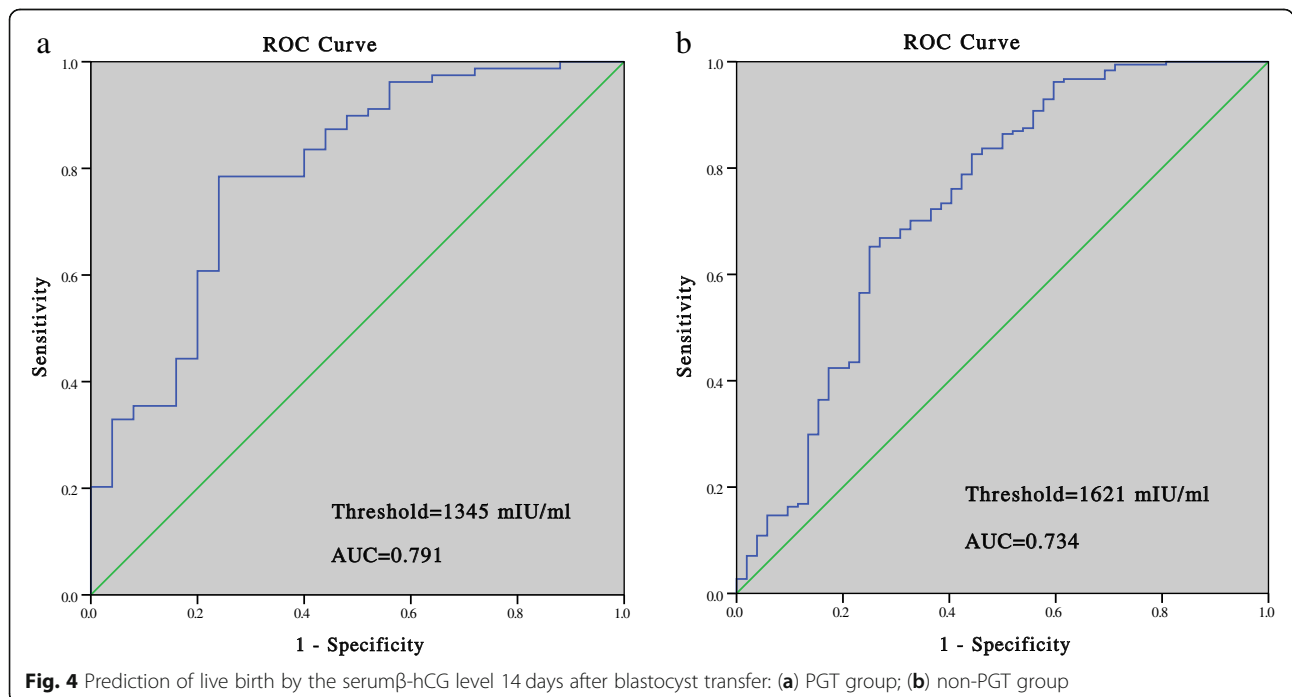 a
ROC Curve
1.0
0.8
0.6
0.4
0.2
0.0
Sensitivity
Threshold=1345 mIU/ml
AUC=0.791
0.0 0.2 0.4 0.6 0.8 1.0
1 - Specificity
b
ROC Curve
1.0
0.8
0.6
0.4
0.2
0.0
Sensitivity
Threshold=1621 mIU/ml
AUC=0.734
0.0 0.2 0.4 0.6 0.8 1.0
1 - Specificity
Fig. 4 Prediction of live birth by the serumβ-hCG level 14 days after blastocyst transfer: (a) PGT group; (b) non-PGT group